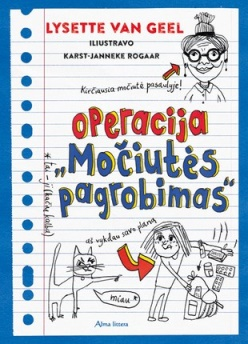 LYSETTE VAN GEEL
ILIUSTRAVO
KARST-JANNEKE ROGAAR
Kiečiausia močiutė pasaulyje!
operacija
„Močiutės
pagrobimas“
aš vykdau savo planą
miau *
Alma littera